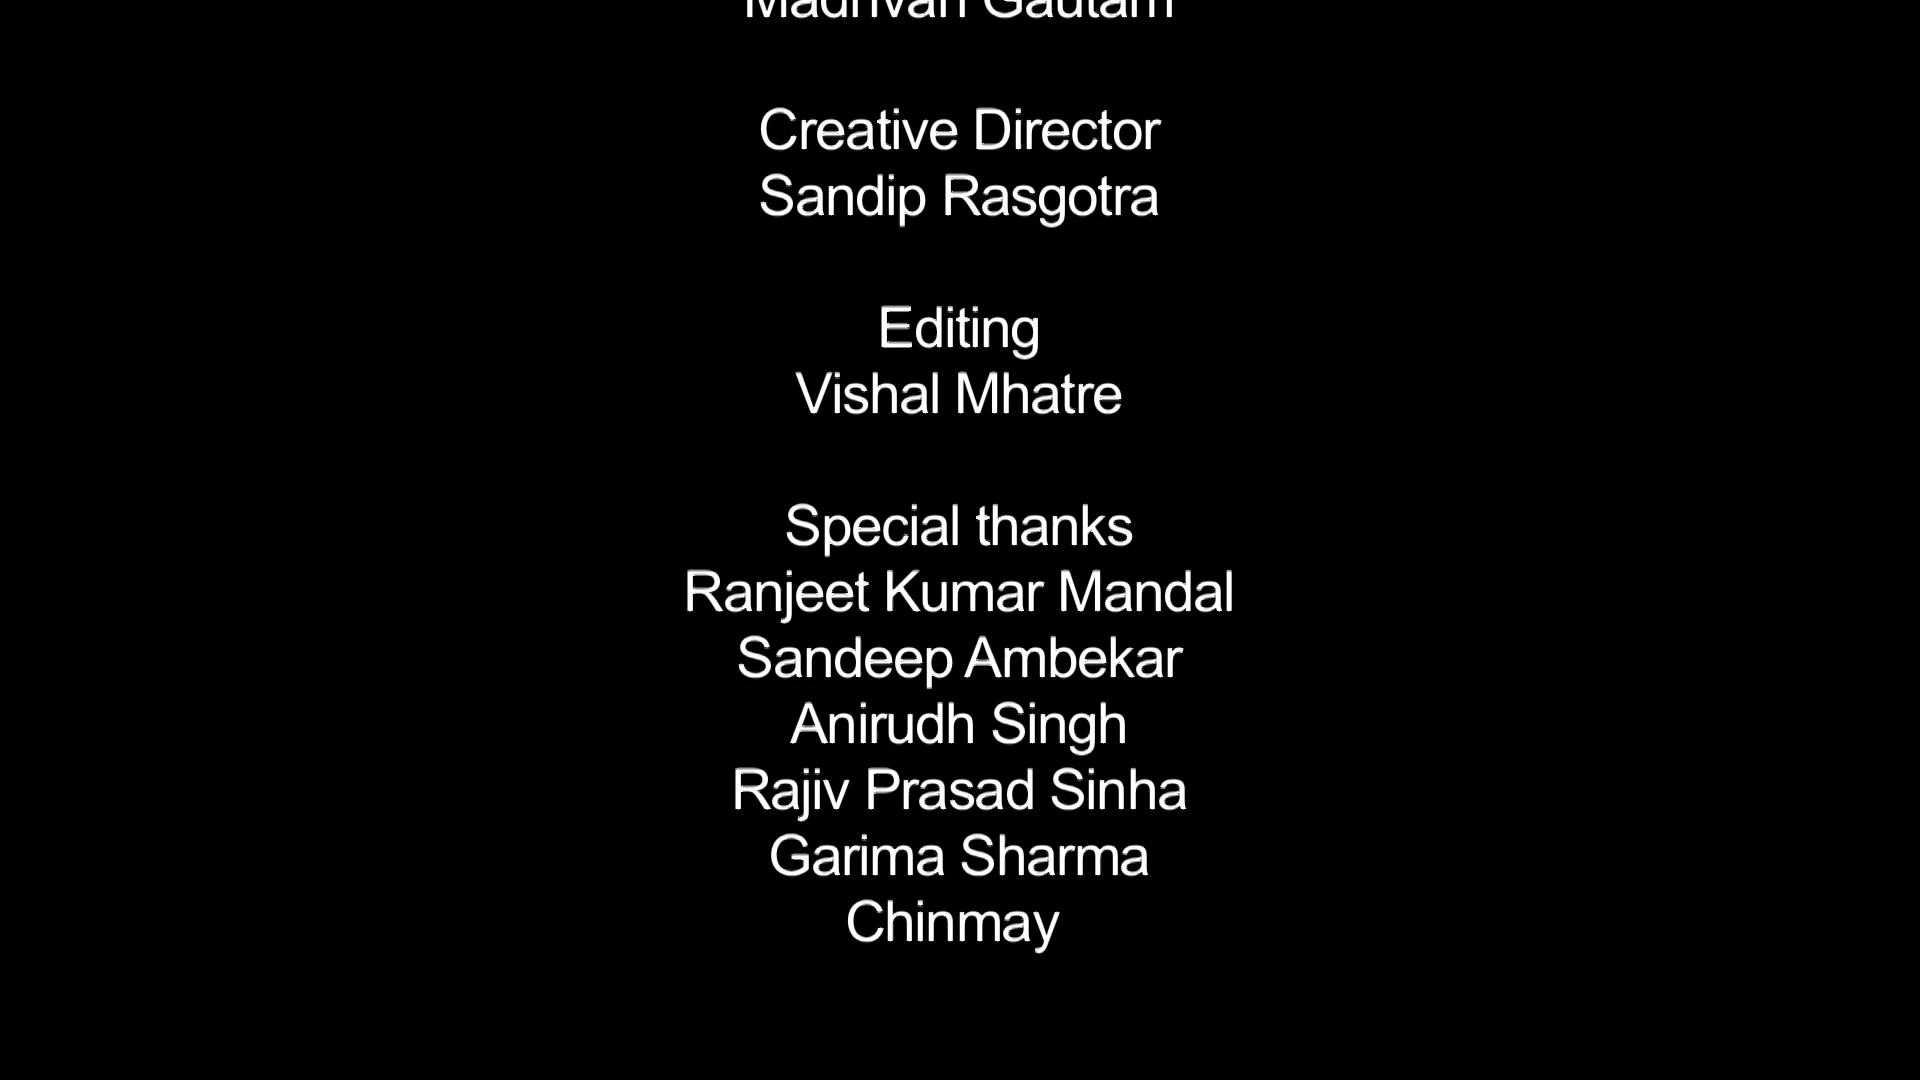 Gautam
Creative Director
Sandip Rasgotra
Editing
Vishal Mhatre
Special thanks
Ranjeet Kumar Mandal
Sandeep Ambekar
Anirudh Singh
Rajiv Prasad Sinha
Garima Sharma
Chinmay